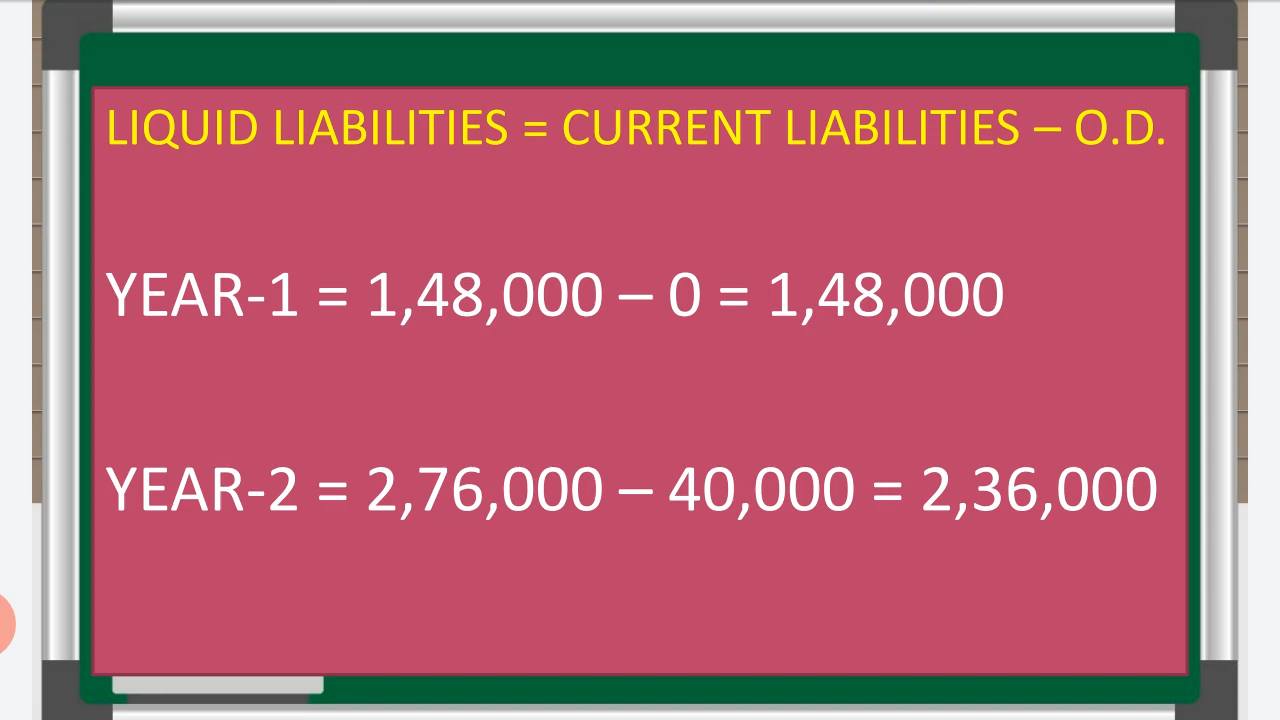 LIQUID LIABILITIES = CURRENT LIABILITIES – O.D.
YEAR-1 = 1,48,000 – 0 = 1,48,000
YEAR-2 = 2,76,000 – 40,000 = 2,36,000